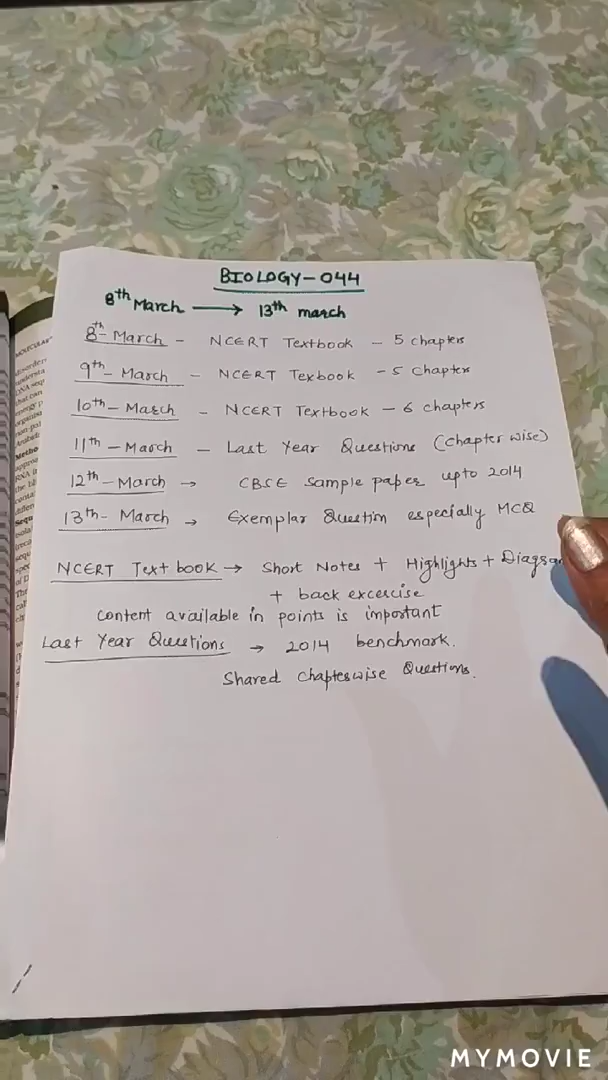 BIOLOGY-044
8th March → 13th march
8th March - NCERT Textbook - 5 chapters
9th - March - NCERT Texbook - 5 Chapters
10th - March - NCERT Textbook - 6 chapters
11th - March - Last Year Questions (chapter wise)
12th - March → CBSE sample paper upto 2014
13th - March → Exemplar Question especially MCQ
NCERT Text book → Short Notes + Highlights + Diagram
+ back excercise
content available in points is important
Last Year Questions → 2014 benchmark.
Shared Chapterwise Questions.
MYMOVIE